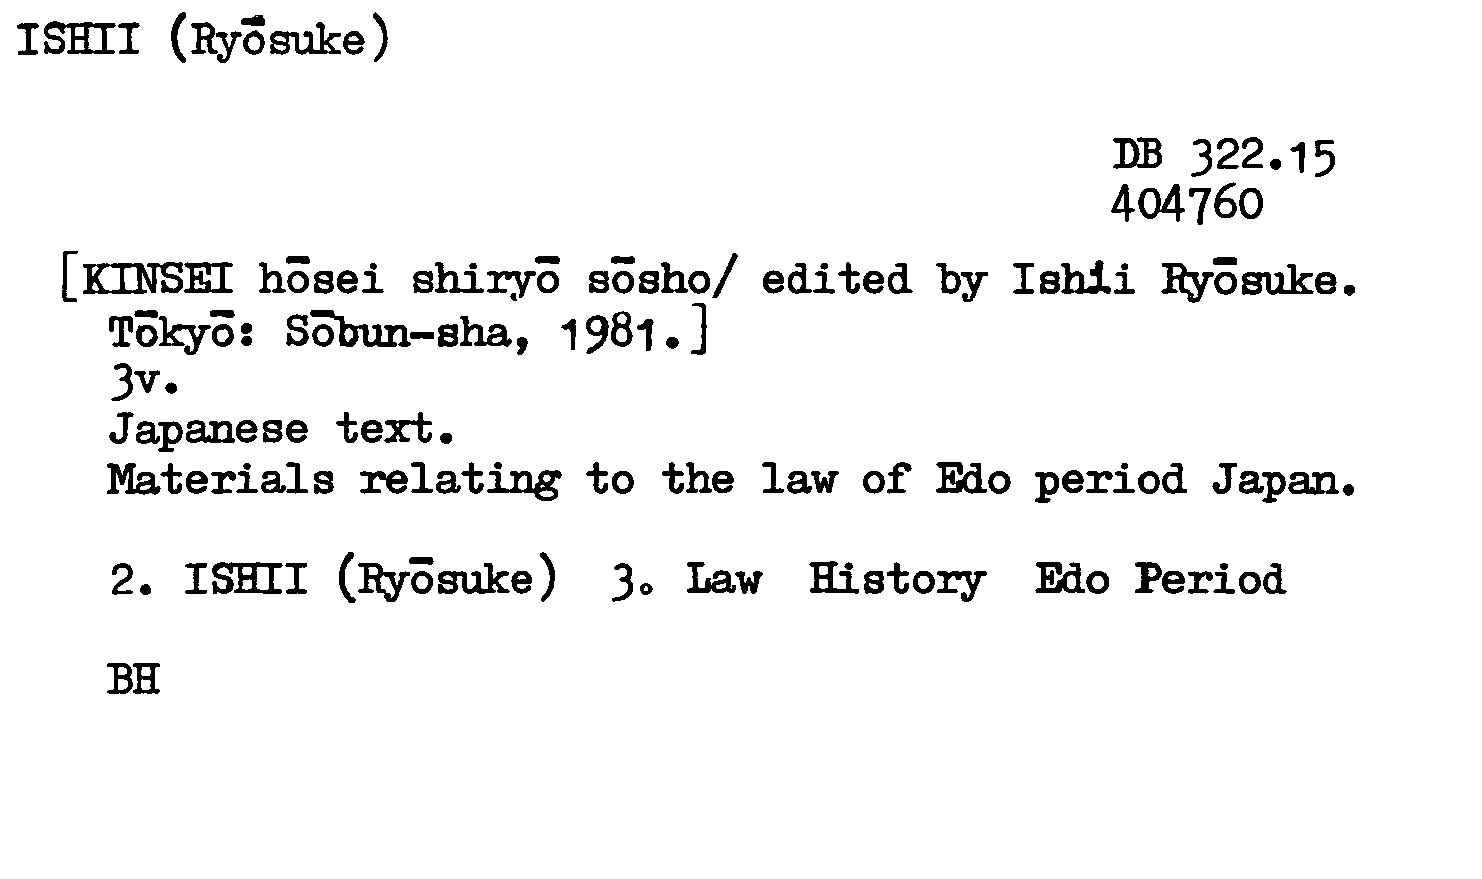 ISHII (Ryōsuke)
DB 322.15
404760
[KINSEI hōsei shiryō sōsho/ edited by Ishii Ryōsuke.
Tōkyō: Sōbun-sha, 1981.]
3v.
Japanese text.
Materials relating to the law of Edo period Japan.
2. ISHII (Ryōsuke) 3. Law History Edo Period
BH